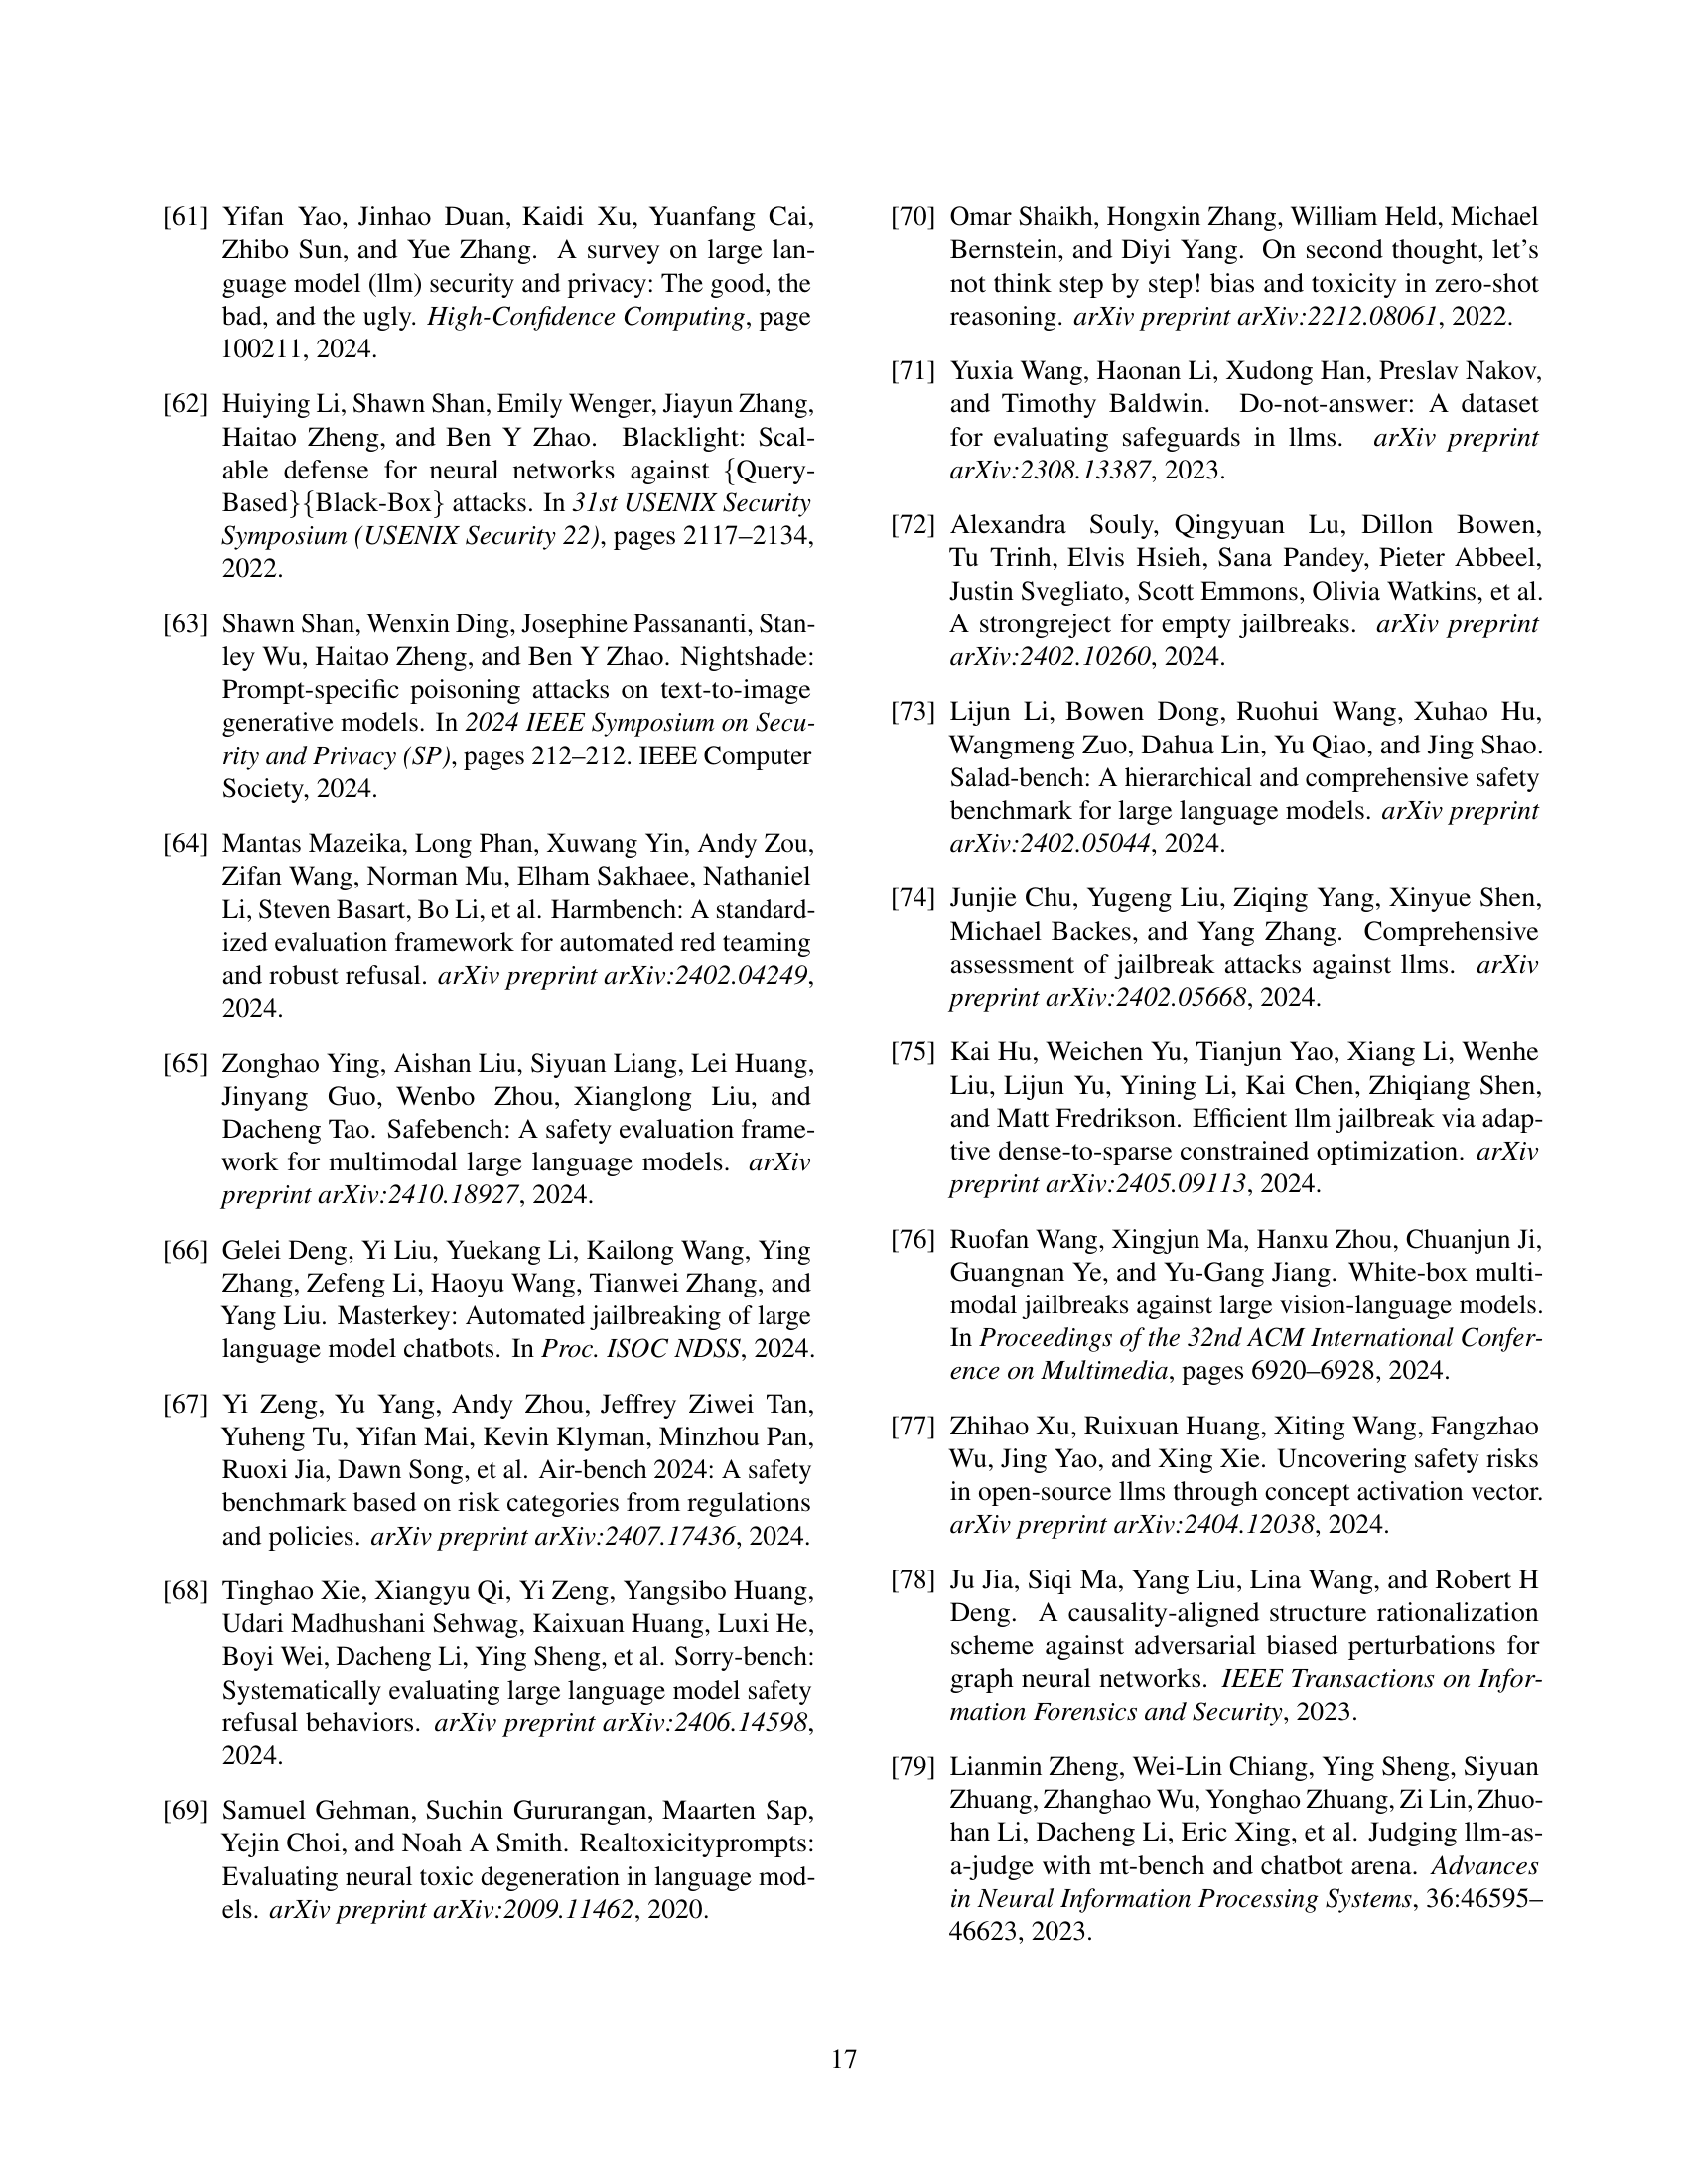 [61] Yifan Yao, Jinhao Duan, Kaidi Xu, Yuanfang Cai,
Zhibo Sun, and Yue Zhang. A survey on large lan-
guage model (llm) security and privacy: The good, the
bad, and the ugly. High-Confidence Computing, page
100211, 2024.
[62] Huiying Li, Shawn Shan, Emily Wenger, Jiayun Zhang,
Haitao Zheng, and Ben Y Zhao. Blacklight: Scal-
able defense for neural networks against {Query-
Based}{Black-Box} attacks. In 31st USENIX Security
Symposium (USENIX Security 22), pages 2117–2134,
2022.
[63] Shawn Shan, Wenxin Ding, Josephine Passananti, Stan-
ley Wu, Haitao Zheng, and Ben Y Zhao. Nightshade:
Prompt-specific poisoning attacks on text-to-image
generative models. In 2024 IEEE Symposium on Secu-
rity and Privacy (SP), pages 212–212. IEEE Computer
Society, 2024.
[64] Mantas Mazeika, Long Phan, Xuwang Yin, Andy Zou,
Zifan Wang, Norman Mu, Elham Sakhaee, Nathaniel
Li, Steven Basart, Bo Li, et al. Harmbench: A standard-
ized evaluation framework for automated red teaming
and robust refusal. arXiv preprint arXiv:2402.04249,
2024.
[65] Zonghao Ying, Aishan Liu, Siyuan Liang, Lei Huang,
Jinyang Guo, Wenbo Zhou, Xianglong Liu, and
Dacheng Tao. Safebench: A safety evaluation frame-
work for multimodal large language models. arXiv
preprint arXiv:2410.18927, 2024.
[66] Gelei Deng, Yi Liu, Yuekang Li, Kailong Wang, Ying
Zhang, Zefeng Li, Haoyu Wang, Tianwei Zhang, and
Yang Liu. Masterkey: Automated jailbreaking of large
language model chatbots. In Proc. ISOC NDSS, 2024.
[67] Yi Zeng, Yu Yang, Andy Zhou, Jeffrey Ziwei Tan,
Yuheng Tu, Yifan Mai, Kevin Klyman, Minzhou Pan,
Ruoxi Jia, Dawn Song, et al. Air-bench 2024: A safety
benchmark based on risk categories from regulations
and policies. arXiv preprint arXiv:2407.17436, 2024.
[68] Tinghao Xie, Xiangyu Qi, Yi Zeng, Yangsibo Huang,
Udari Madhushani Sehwag, Kaixuan Huang, Luxi He,
Boyi Wei, Dacheng Li, Ying Sheng, et al. Sorry-bench:
Systematically evaluating large language model safety
refusal behaviors. arXiv preprint arXiv:2406.14598,
2024.
[69] Samuel Gehman, Suchin Gururangan, Maarten Sap,
Yejin Choi, and Noah A Smith. Realtoxicityprompts:
Evaluating neural toxic degeneration in language mod-
els. arXiv preprint arXiv:2009.11462, 2020.
[70] Omar Shaikh, Hongxin Zhang, William Held, Michael
Bernstein, and Diyi Yang. On second thought, let’s
not think step by step! bias and toxicity in zero-shot
reasoning. arXiv preprint arXiv:2212.08061, 2022.
[71] Yuxia Wang, Haonan Li, Xudong Han, Preslav Nakov,
and Timothy Baldwin. Do-not-answer: A dataset
for evaluating safeguards in llms. arXiv preprint
arXiv:2308.13387, 2023.
[72] Alexandra Souly, Qingyuan Lu, Dillon Bowen,
Tu Trinh, Elvis Hsieh, Sana Pandey, Pieter Abbeel,
Justin Svegliato, Scott Emmons, Olivia Watkins, et al.
A strongreject for empty jailbreaks. arXiv preprint
arXiv:2402.10260, 2024.
[73] Lijun Li, Bowen Dong, Ruohui Wang, Xuhao Hu,
Wangmeng Zuo, Dahua Lin, Yu Qiao, and Jing Shao.
Salad-bench: A hierarchical and comprehensive safety
benchmark for large language models. arXiv preprint
arXiv:2402.05044, 2024.
[74] Junjie Chu, Yugeng Liu, Ziqing Yang, Xinyue Shen,
Michael Backes, and Yang Zhang. Comprehensive
assessment of jailbreak attacks against llms. arXiv
preprint arXiv:2402.05668, 2024.
[75] Kai Hu, Weichen Yu, Tianjun Yao, Xiang Li, Wenhe
Liu, Lijun Yu, Yining Li, Kai Chen, Zhiqiang Shen,
and Matt Fredrikson. Efficient llm jailbreak via adap-
tive dense-to-sparse constrained optimization. arXiv
preprint arXiv:2405.09113, 2024.
[76] Ruofan Wang, Xingjun Ma, Hanxu Zhou, Chuanjun Ji,
Guangnan Ye, and Yu-Gang Jiang. White-box multi-
modal jailbreaks against large vision-language models.
In Proceedings of the 32nd ACM International Confer-
ence on Multimedia, pages 6920–6928, 2024.
[77] Zhihao Xu, Ruixuan Huang, Xiting Wang, Fangzhao
Wu, Jing Yao, and Xing Xie. Uncovering safety risks
in open-source llms through concept activation vector.
arXiv preprint arXiv:2404.12038, 2024.
[78] Ju Jia, Siqi Ma, Yang Liu, Lina Wang, and Robert H
Deng. A causality-aligned structure rationalization
scheme against adversarial biased perturbations for
graph neural networks. IEEE Transactions on Infor-
mation Forensics and Security, 2023.
[79] Lianmin Zheng, Wei-Lin Chiang, Ying Sheng, Siyuan
Zhuang, Zhanghao Wu, Yonghao Zhuang, Zi Lin, Zhuo-
han Li, Dacheng Li, Eric Xing, et al. Judging llm-as-
a-judge with mt-bench and chatbot arena. Advances
in Neural Information Processing Systems, 36:46595–
46623, 2023.
17